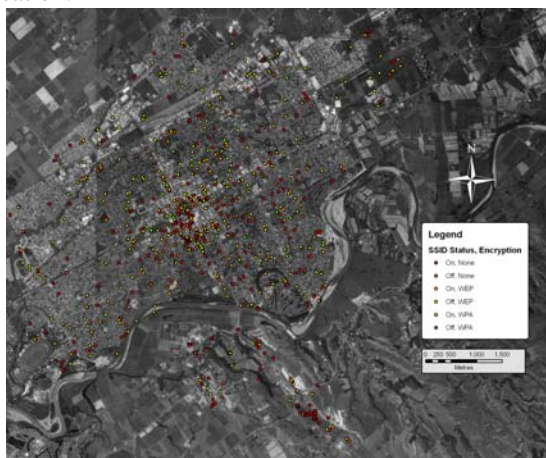 N
Legend
SSID Status, Encryption
On, None
Off, None
On, WEP
Off, WEP
On, WPA
Off, WPA
0 250 500 1,000 1,500
Metres